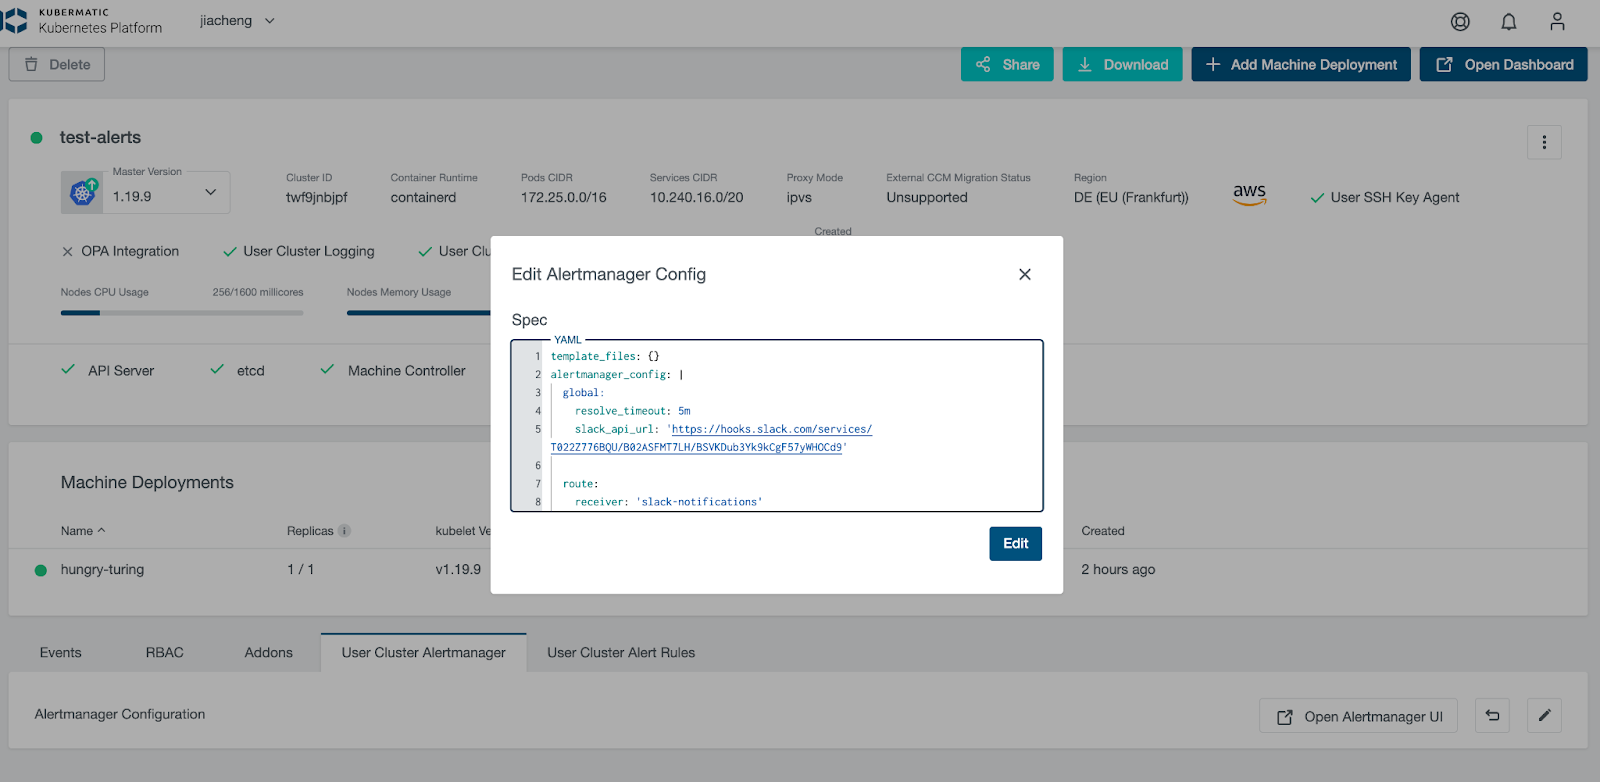 KUBERMATIC
Kubernetes Platform
jiacheng
Delete
Share
Download
Add Machine Deployment
Open Dashboard
test-alerts
Master Version
1.19.9
Cluster ID
twf9jnbjpf
Container Runtime
containerd
Pods CIDR
172.25.0.0/16
Services CIDR
10.240.16.0/20
Proxy Mode
ipvs
External CCM Migration Status
Unsupported
Region
DE (EU (Frankfurt))
aws
User SSH Key Agent
OPA Integration
User Cluster Logging
User Clu
Created
Nodes CPU Usage
256/1600 millicores
Nodes Memory Usage
API Server
etcd
Machine Controller
Edit Alertmanager Config
Spec
YAML
1 template_files: {}
2 alertmanager_config: |
3 global:
4 resolve_timeout: 5m
5 slack_api_url: 'https://hooks.slack.com/services/
T022Z776BQU/B02ASFMT7LH/BSVKDub3Yk9kCgF57yWHOCd9'
6
7 route:
8 receiver: 'slack-notifications'
Edit
Machine Deployments
Name
Replicas
kubelet Ve
Created
hungry-turing
1 / 1
v1.19.9
2 hours ago
Events
RBAC
Addons
User Cluster Alertmanager
User Cluster Alert Rules
Alertmanager Configuration
Open Alertmanager UI